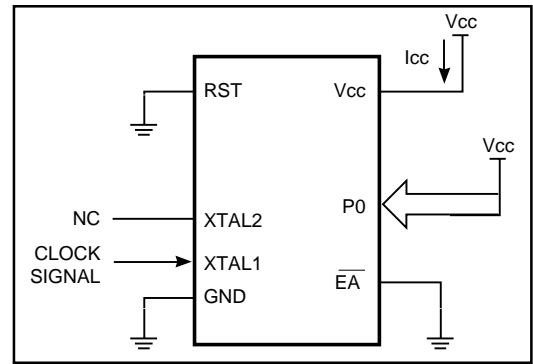 Vcc
Icc
RST
Vcc
Vcc
P0
NC
XTAL2
CLOCK
SIGNAL
XTAL1
GND
EA